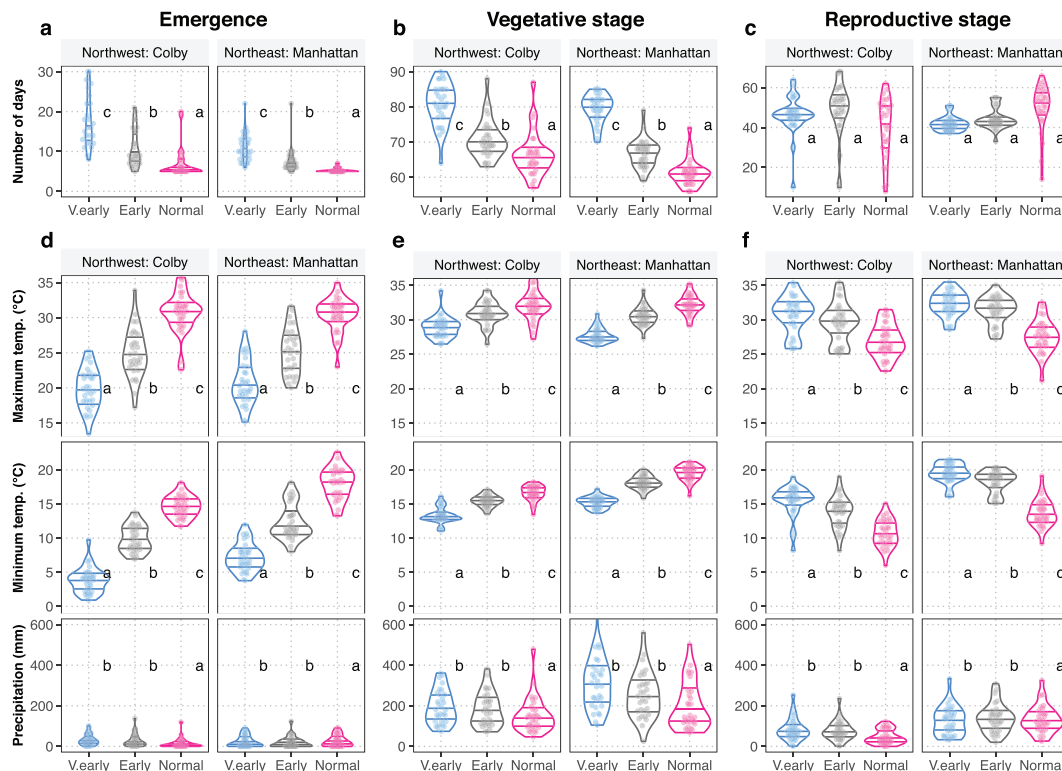 Emergence
Vegetative stage
Reproductive stage
a
b
c
Northwest: Colby
Northeast: Manhattan
Northwest: Colby
Northeast: Manhattan
Northwest: Colby
Northeast: Manhattan
Number of days
30
20
10
0
c b a
c b a
90
80
70
60
c b a
c b a
60
40
20
a a a
a a a
V.early Early Normal
V.early Early Normal
V.early Early Normal
V.early Early Normal
V.early Early Normal
V.early Early Normal
d
e
f
Northwest: Colby
Northeast: Manhattan
Northwest: Colby
Northeast: Manhattan
Northwest: Colby
Northeast: Manhattan
Maximum temp. (°C)
35
30
25
20
15
a b c
a b c
35
30
25
20
15
a b c
a b c
35
30
25
20
15
a b c
a b c
Minimum temp. (°C)
20
15
10
5
0
a b c
a b c
20
15
10
5
0
a b c
a b c
20
15
10
5
0
a b c
a b c
Precipitation (mm)
600
400
200
0
b b a
b b a
600
400
200
0
b b a
b b a
600
400
200
0
b b a
b b a
V.early Early Normal
V.early Early Normal
V.early Early Normal
V.early Early Normal
V.early Early Normal
V.early Early Normal